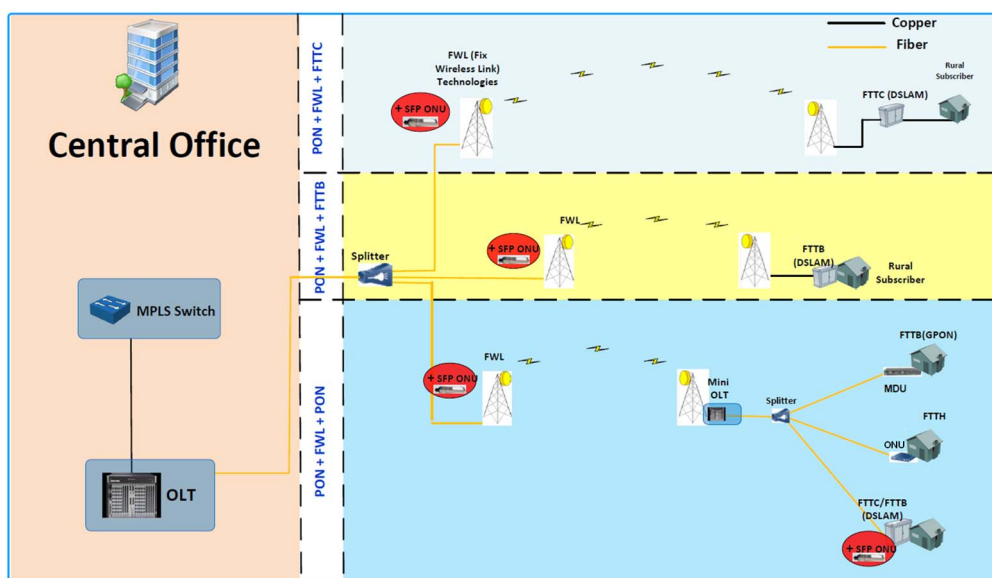 Central Office
MPLS Switch
OLT
PON + FWL + FTTC
PON + FWL + FTTB
PON + FWL + PON
Copper
Fiber
FWL (Fix
Wireless Link)
Technologies
+ SFP ONU
FTTC (DSLAM)
Rural
Subscriber
Splitter
+ SFP ONU
FWL
FTTB
(DSLAM)
Rural
Subscriber
FWL
+ SFP ONU
Mini
OLT
Splitter
FTTB(GPON)
MDU
FTTH
ONU
FTTC/FTTB
(DSLAM)
+ SFP ONU